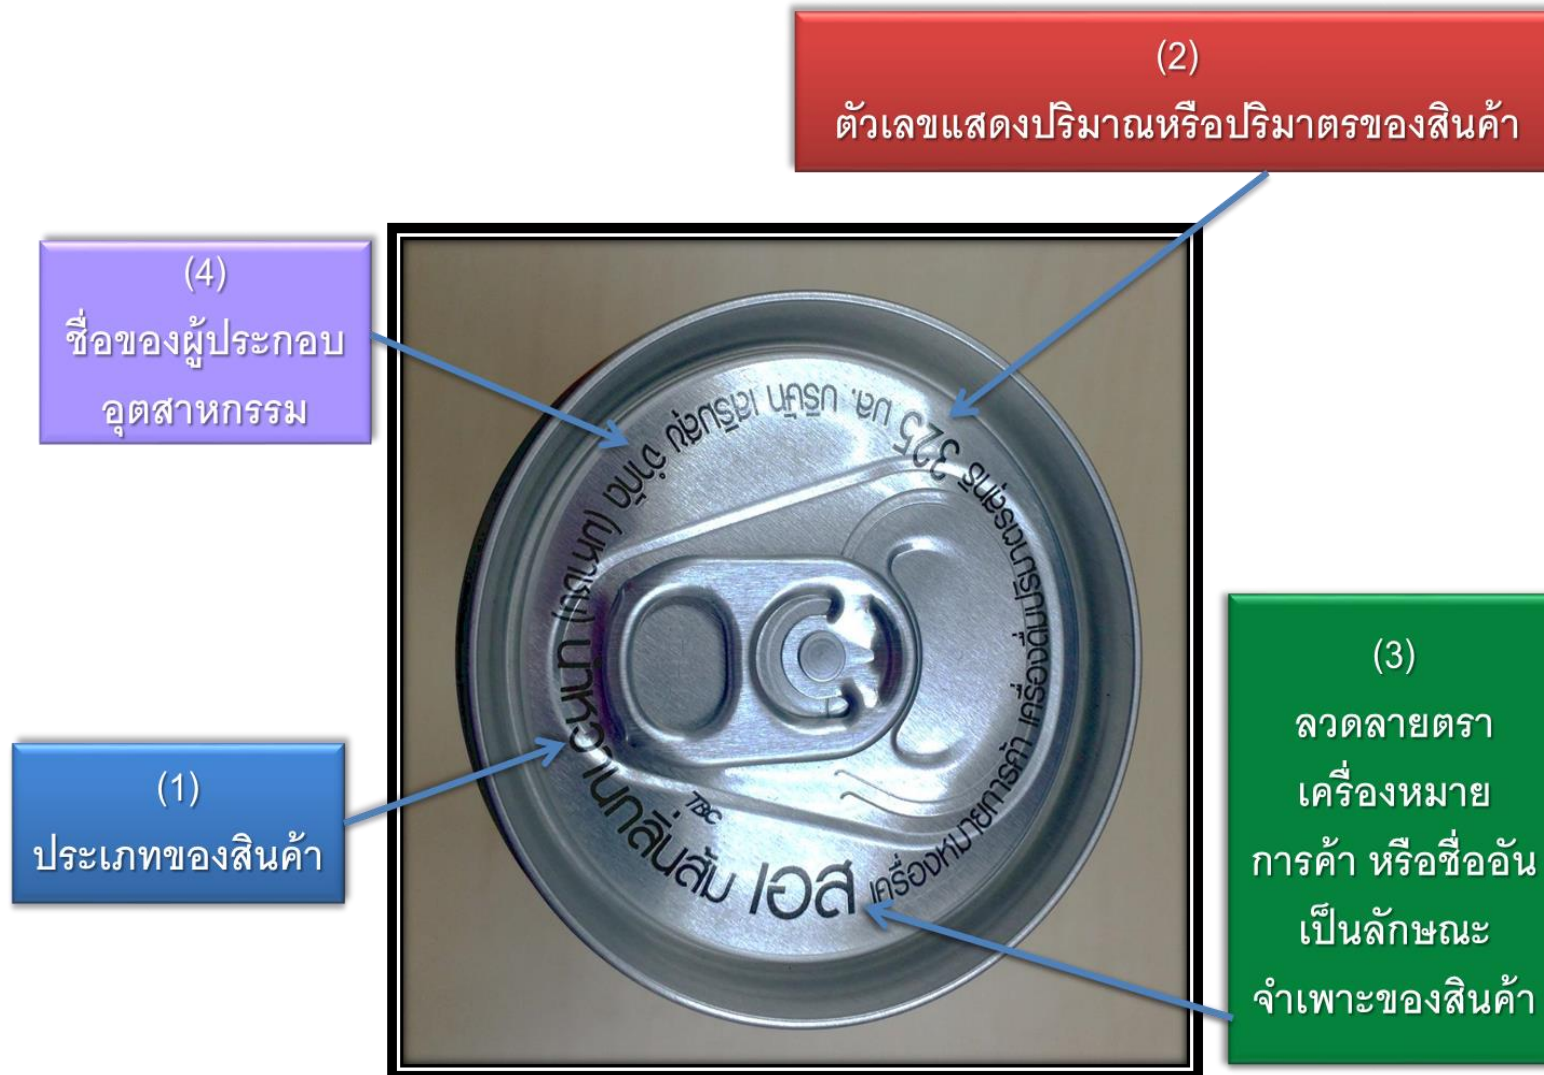 (2)
ตัวเลขแสดงปริมาณหรือปริมาตรของสินค้า
(4)
ชื่อของผู้ประกอบ
อุตสาหกรรม
(1)
ประเภทของสินค้า
(3)
ลวดลายตรา
เครื่องหมาย
การค้า หรือชื่ออัน
เป็นลักษณะ
จำเพาะของสินค้า
น้ำหวานกลิ่นส้ม เอส เครื่องหมายการค้า เครื่องดื่มปริมาตรสุทธิ 325 มล. บริษัท เสริมสุข จำกัด (มหาชน)
TBC